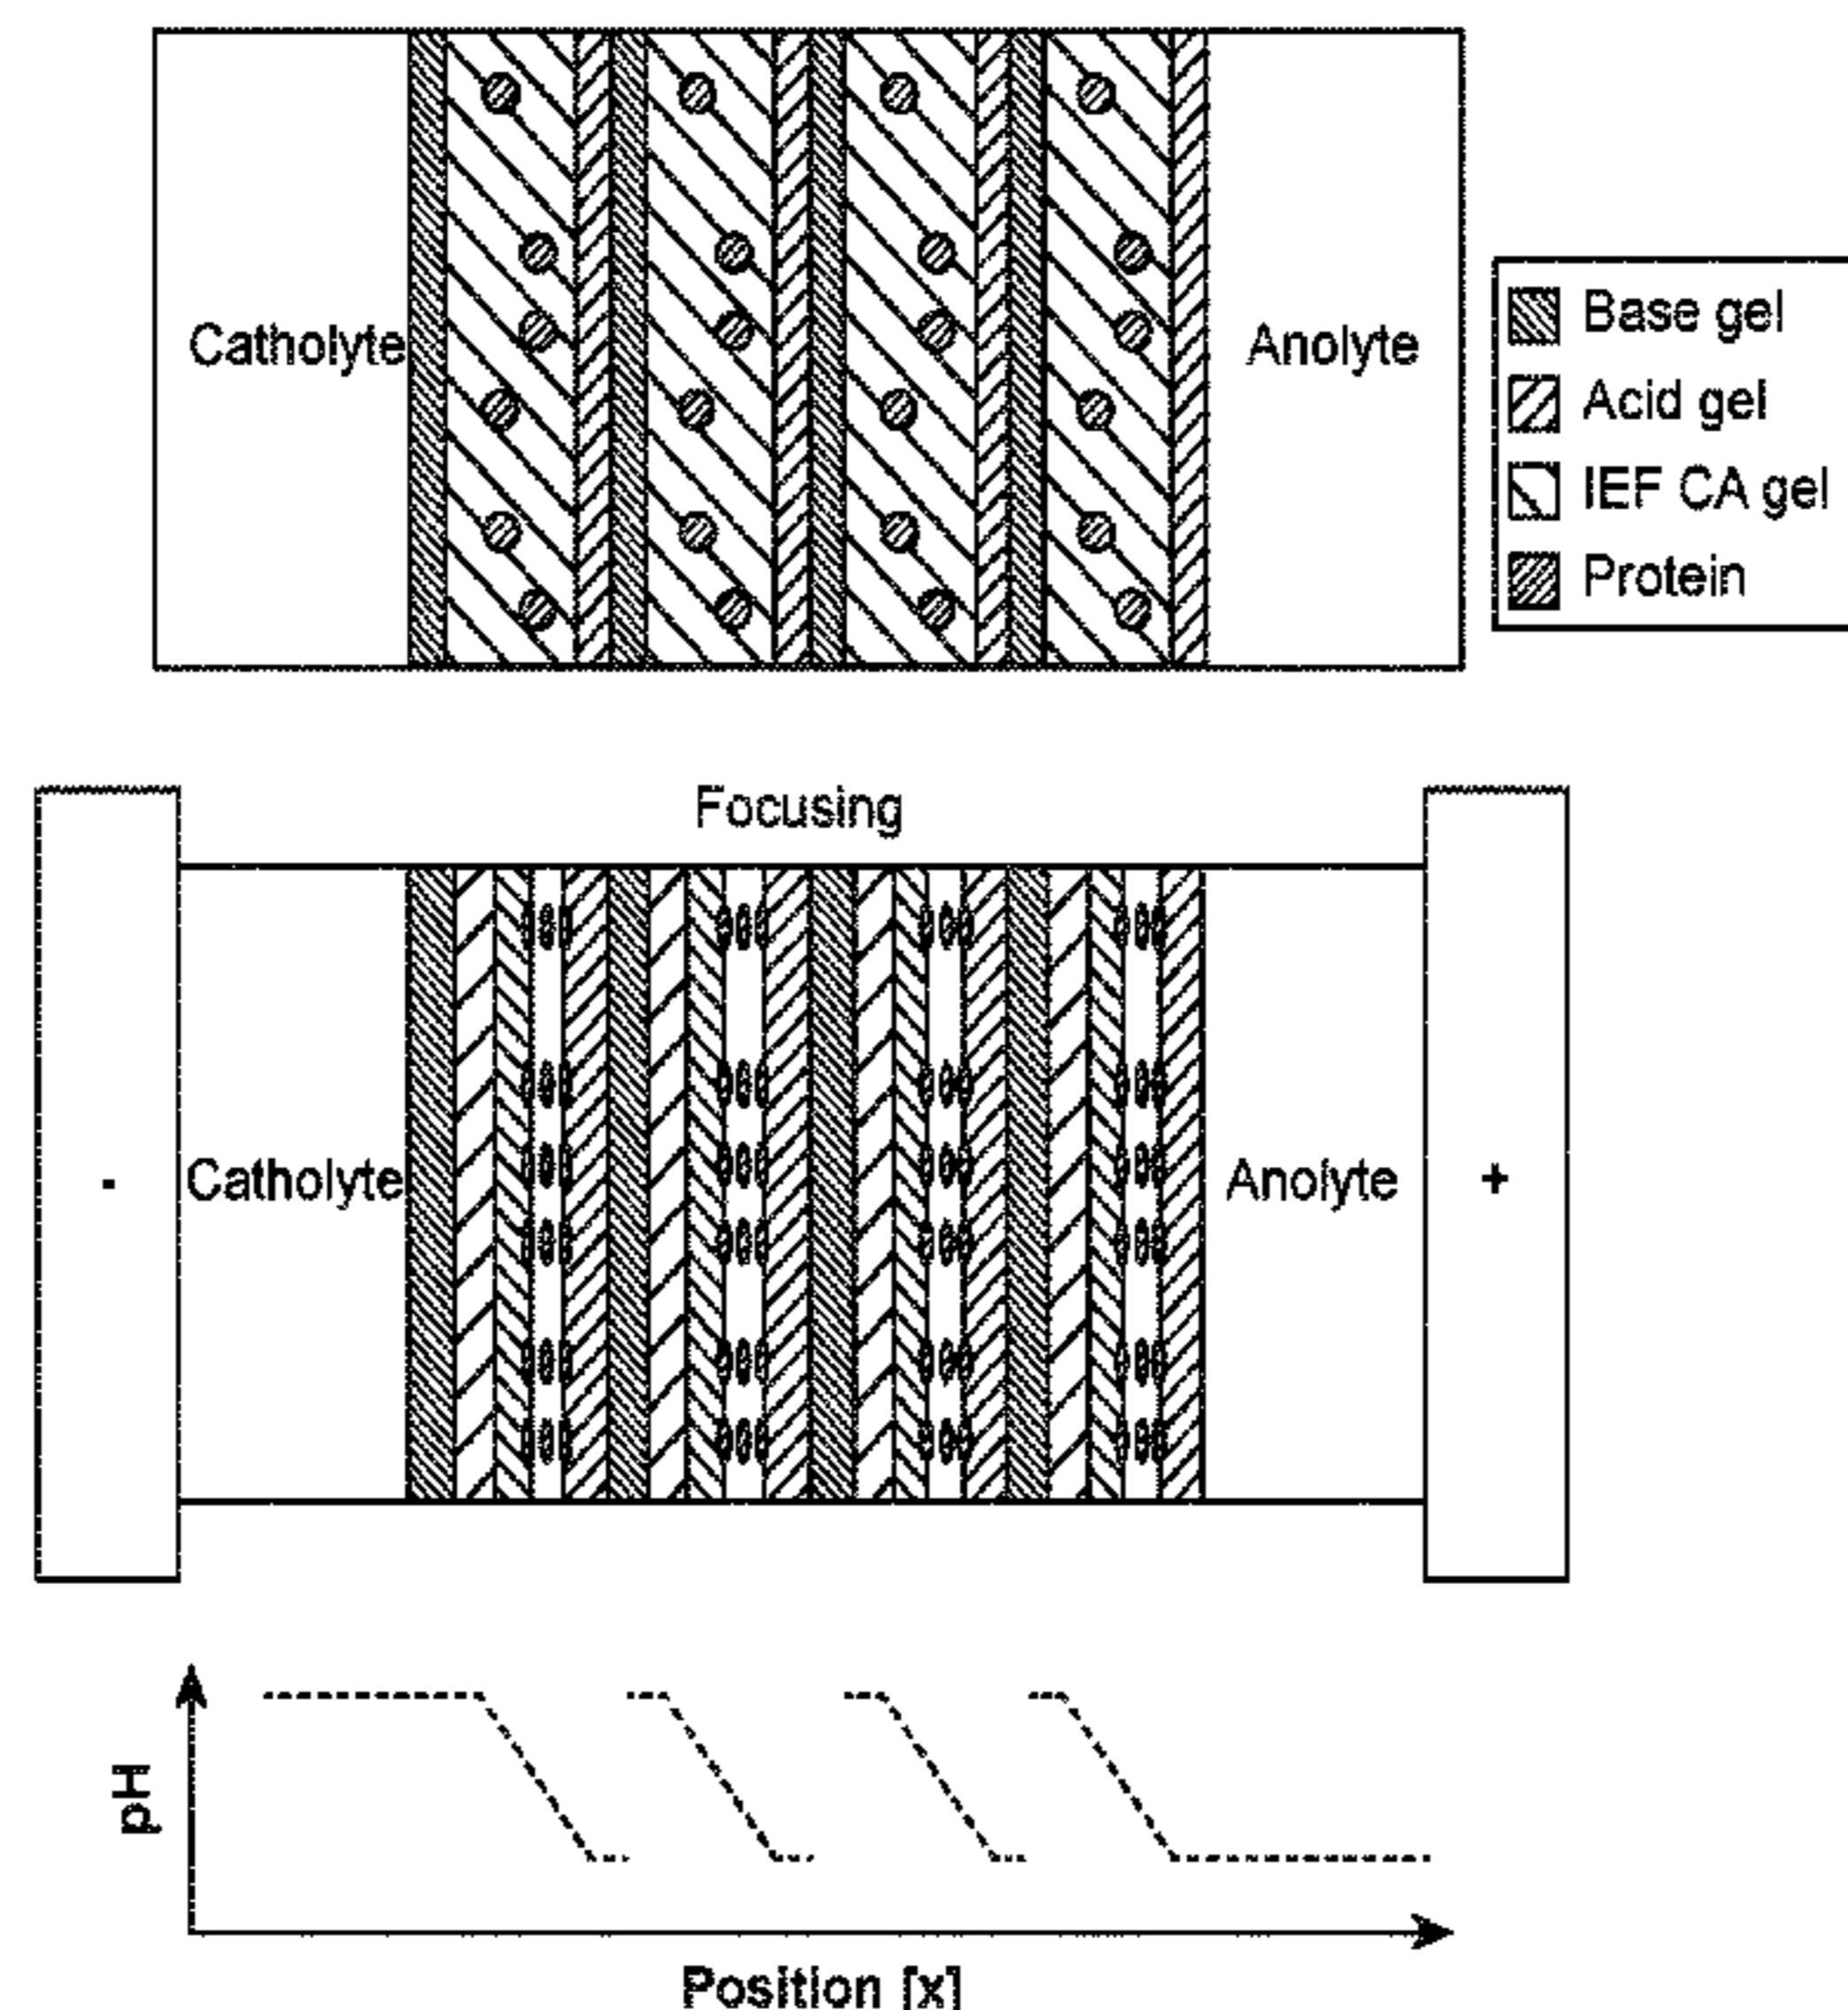 Catholyte
Anolyte
Base gel
Acid gel
IEF CA gel
Protein
Focusing
-
Catholyte
Anolyte
+
pH
Position [x]